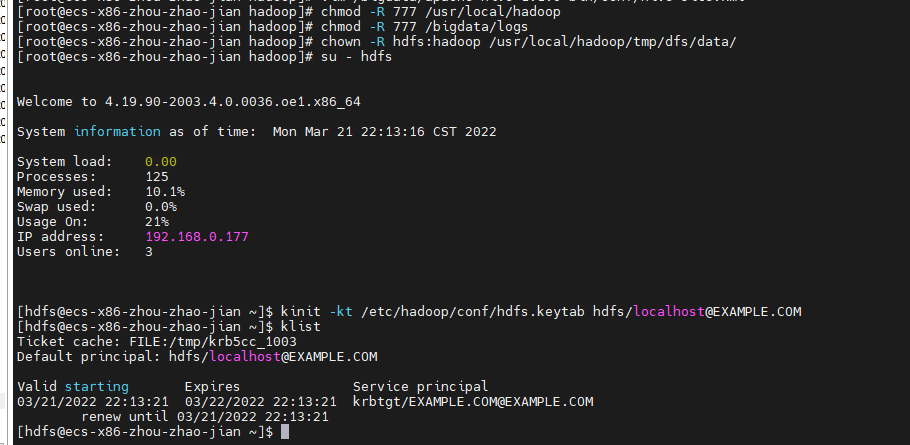 [root@ecs-x86-zhou-zhao-jian hadoop]# chmod -R 777 /usr/local/hadoop
[root@ecs-x86-zhou-zhao-jian hadoop]# chmod -R 777 /bigdata/logs
[root@ecs-x86-zhou-zhao-jian hadoop]# chown -R hdfs:hadoop /usr/local/hadoop/tmp/dfs/data/
[root@ecs-x86-zhou-zhao-jian hadoop]# su - hdfs
Welcome to 4.19.90-2003.4.0.0036.oe1.x86_64
System information as of time:  Mon Mar 21 22:13:16 CST 2022
System load:    0.00
Processes:      125
Memory used:    10.1%
Swap used:      0.0%
Usage On:       21%
IP address:     192.168.0.177
Users online:   3
[hdfs@ecs-x86-zhou-zhao-jian ~]$ kinit -kt /etc/hadoop/conf/hdfs.keytab hdfs/localhost@EXAMPLE.COM
[hdfs@ecs-x86-zhou-zhao-jian ~]$ klist
Ticket cache: FILE:/tmp/krb5cc_1003
Default principal: hdfs/localhost@EXAMPLE.COM
Valid starting       Expires              Service principal
03/21/2022 22:13:21  03/22/2022 22:13:21  krbtgt/EXAMPLE.COM@EXAMPLE.COM
        renew until 03/21/2022 22:13:21
[hdfs@ecs-x86-zhou-zhao-jian ~]$